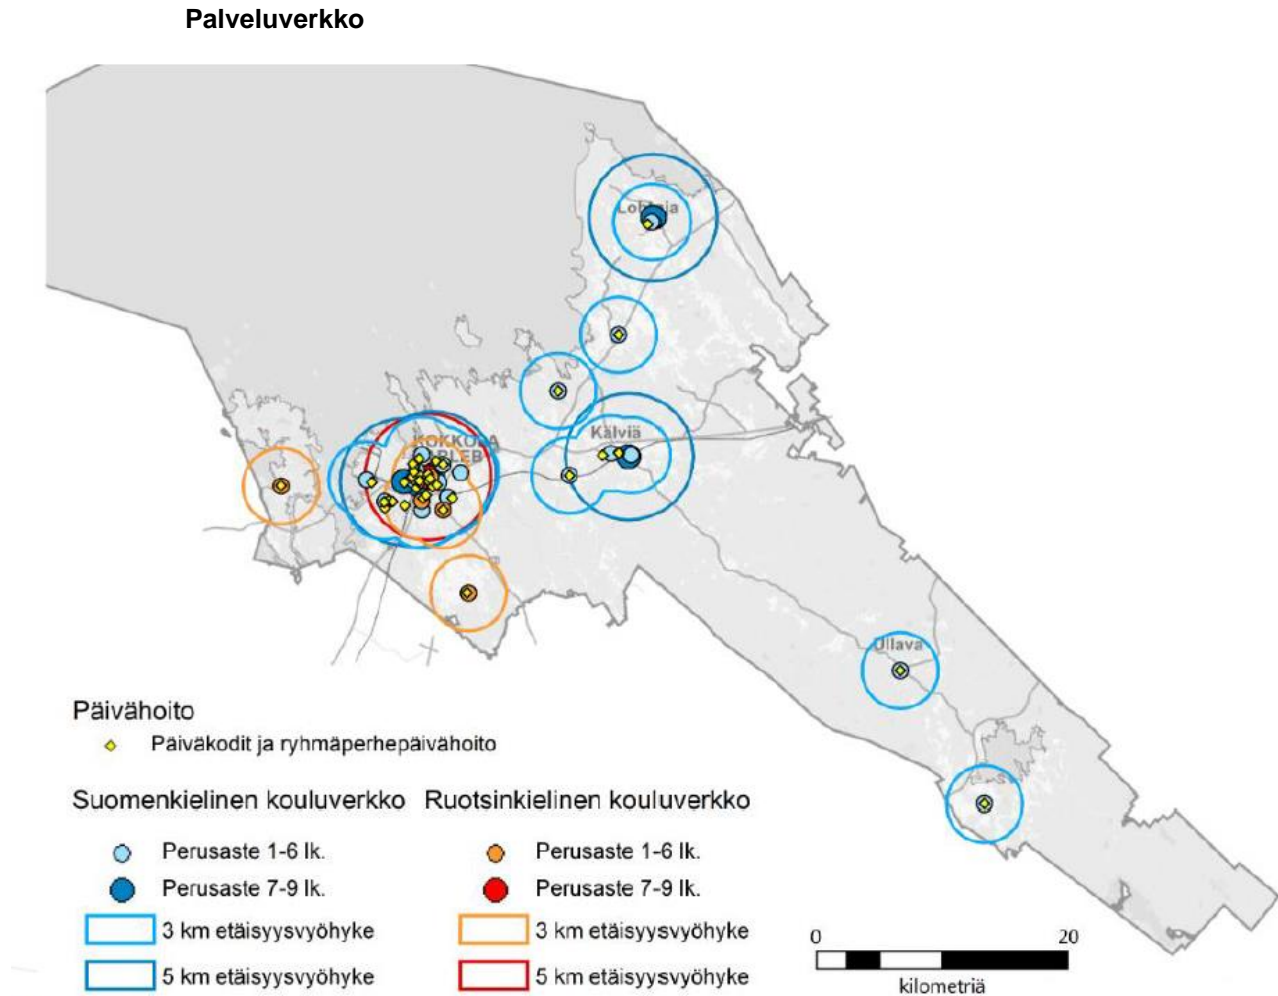 Palveluverkko
Lohtaja
Kälviä
KOKKOLA
KARLEBY
Ullava
Päivähoito
Päiväkodit ja ryhmäperhepäivähoito
Suomenkielinen kouluverkko
Perusaste 1-6 lk.
Perusaste 7-9 lk.
3 km etäisyysvyöhyke
5 km etäisyysvyöhyke
Ruotsinkielinen kouluverkko
Perusaste 1-6 lk.
Perusaste 7-9 lk.
3 km etäisyysvyöhyke
5 km etäisyysvyöhyke
0 20
kilometriä